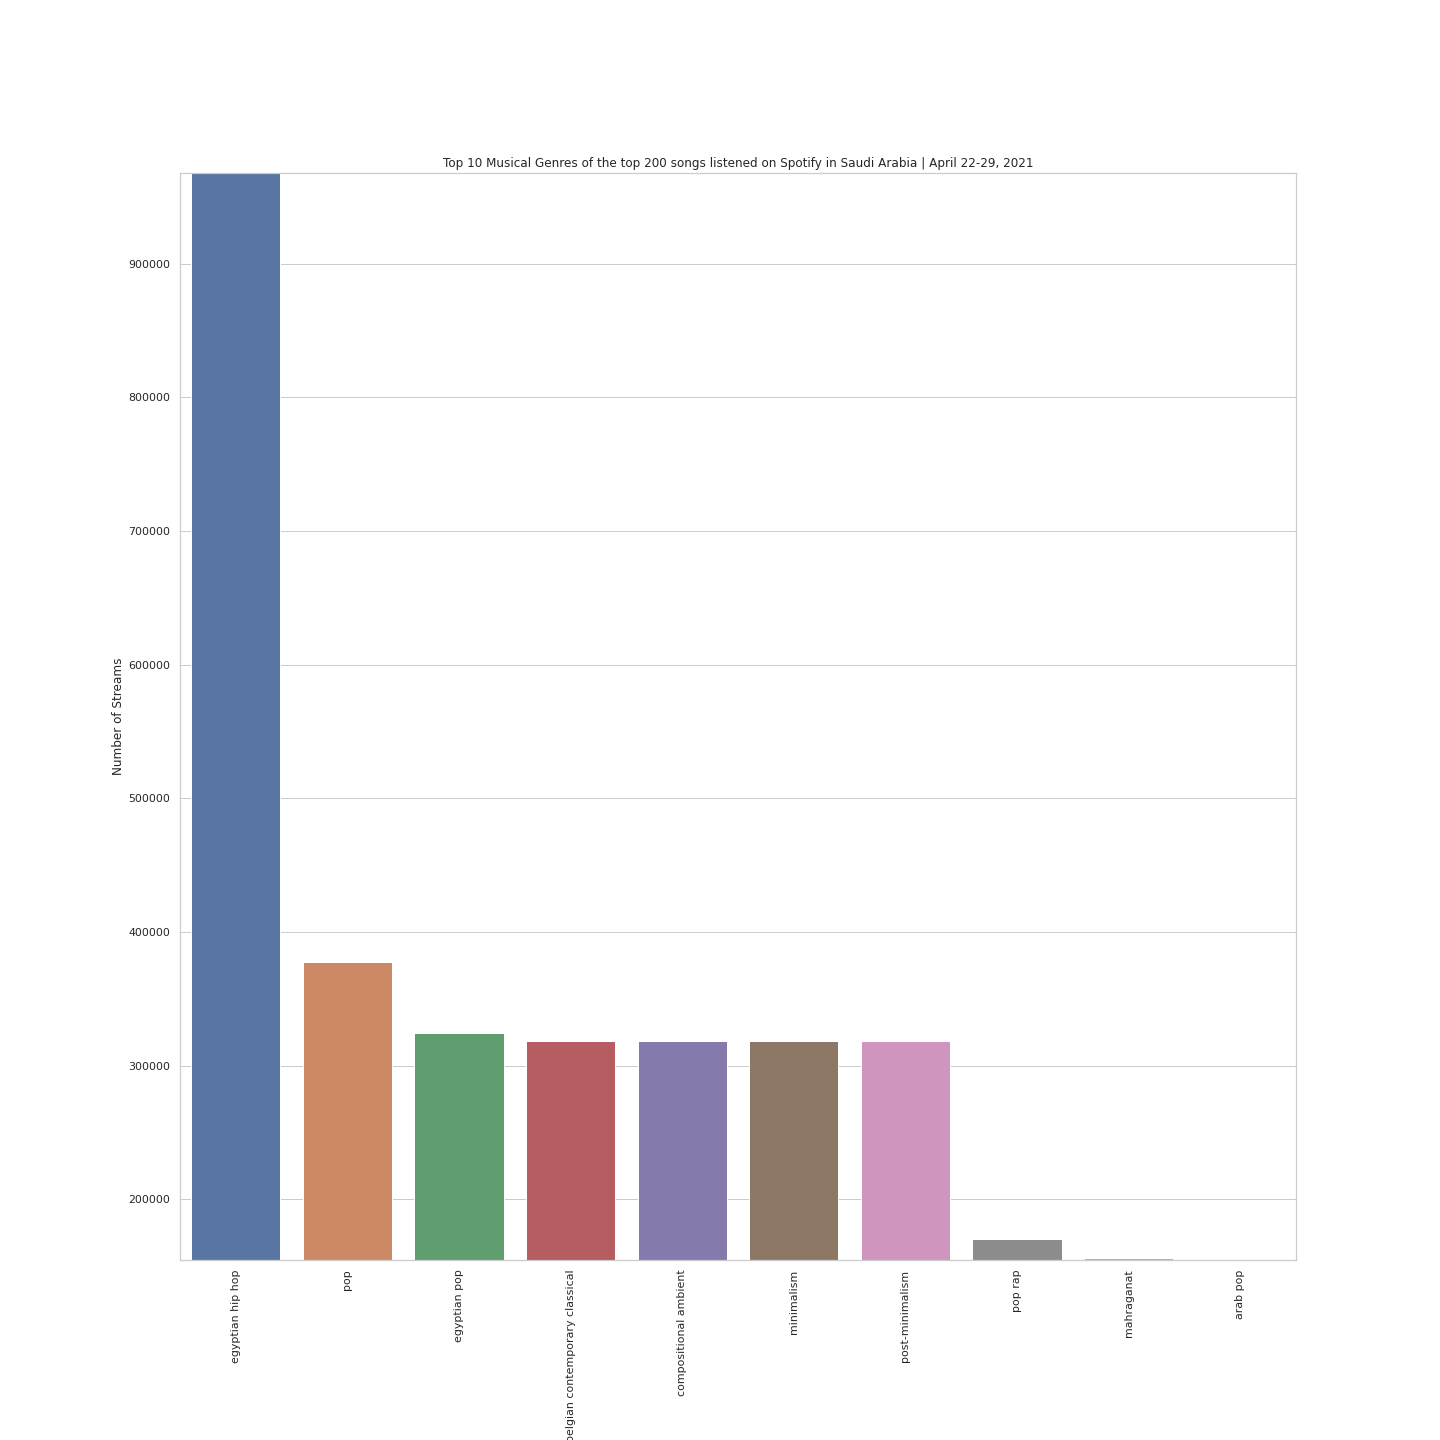 Top 10 Musical Genres of the top 200 songs listened on Spotify in Saudi Arabia | April 22-29, 2021
Number of Streams
900000
800000
700000
600000
500000
400000
300000
200000
egyptian hip hop
pop
egyptian pop
belgian contemporary classical
compositional ambient
minimalism
post-minimalism
pop rap
mahraganat
arab pop